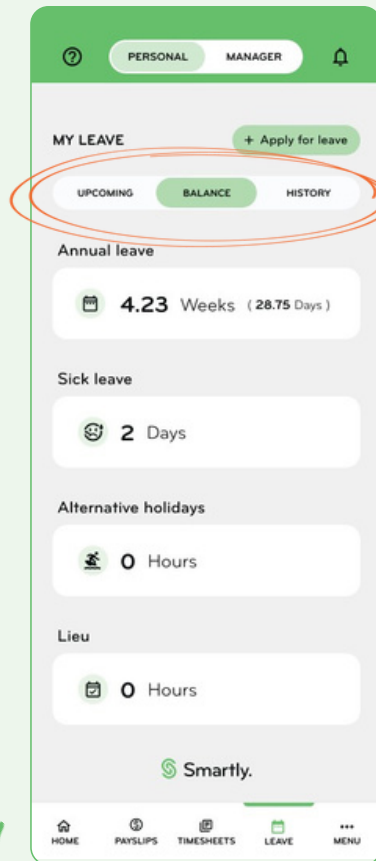 PERSONAL MANAGER
MY LEAVE + Apply for leave
UPCOMING BALANCE HISTORY
Annual leave
4.23 Weeks ( 28.75 Days )
Sick leave
2 Days
Alternative holidays
0 Hours
Lieu
0 Hours
Smartly.
HOME PAYSLIPS TIMESHEETS LEAVE MENU